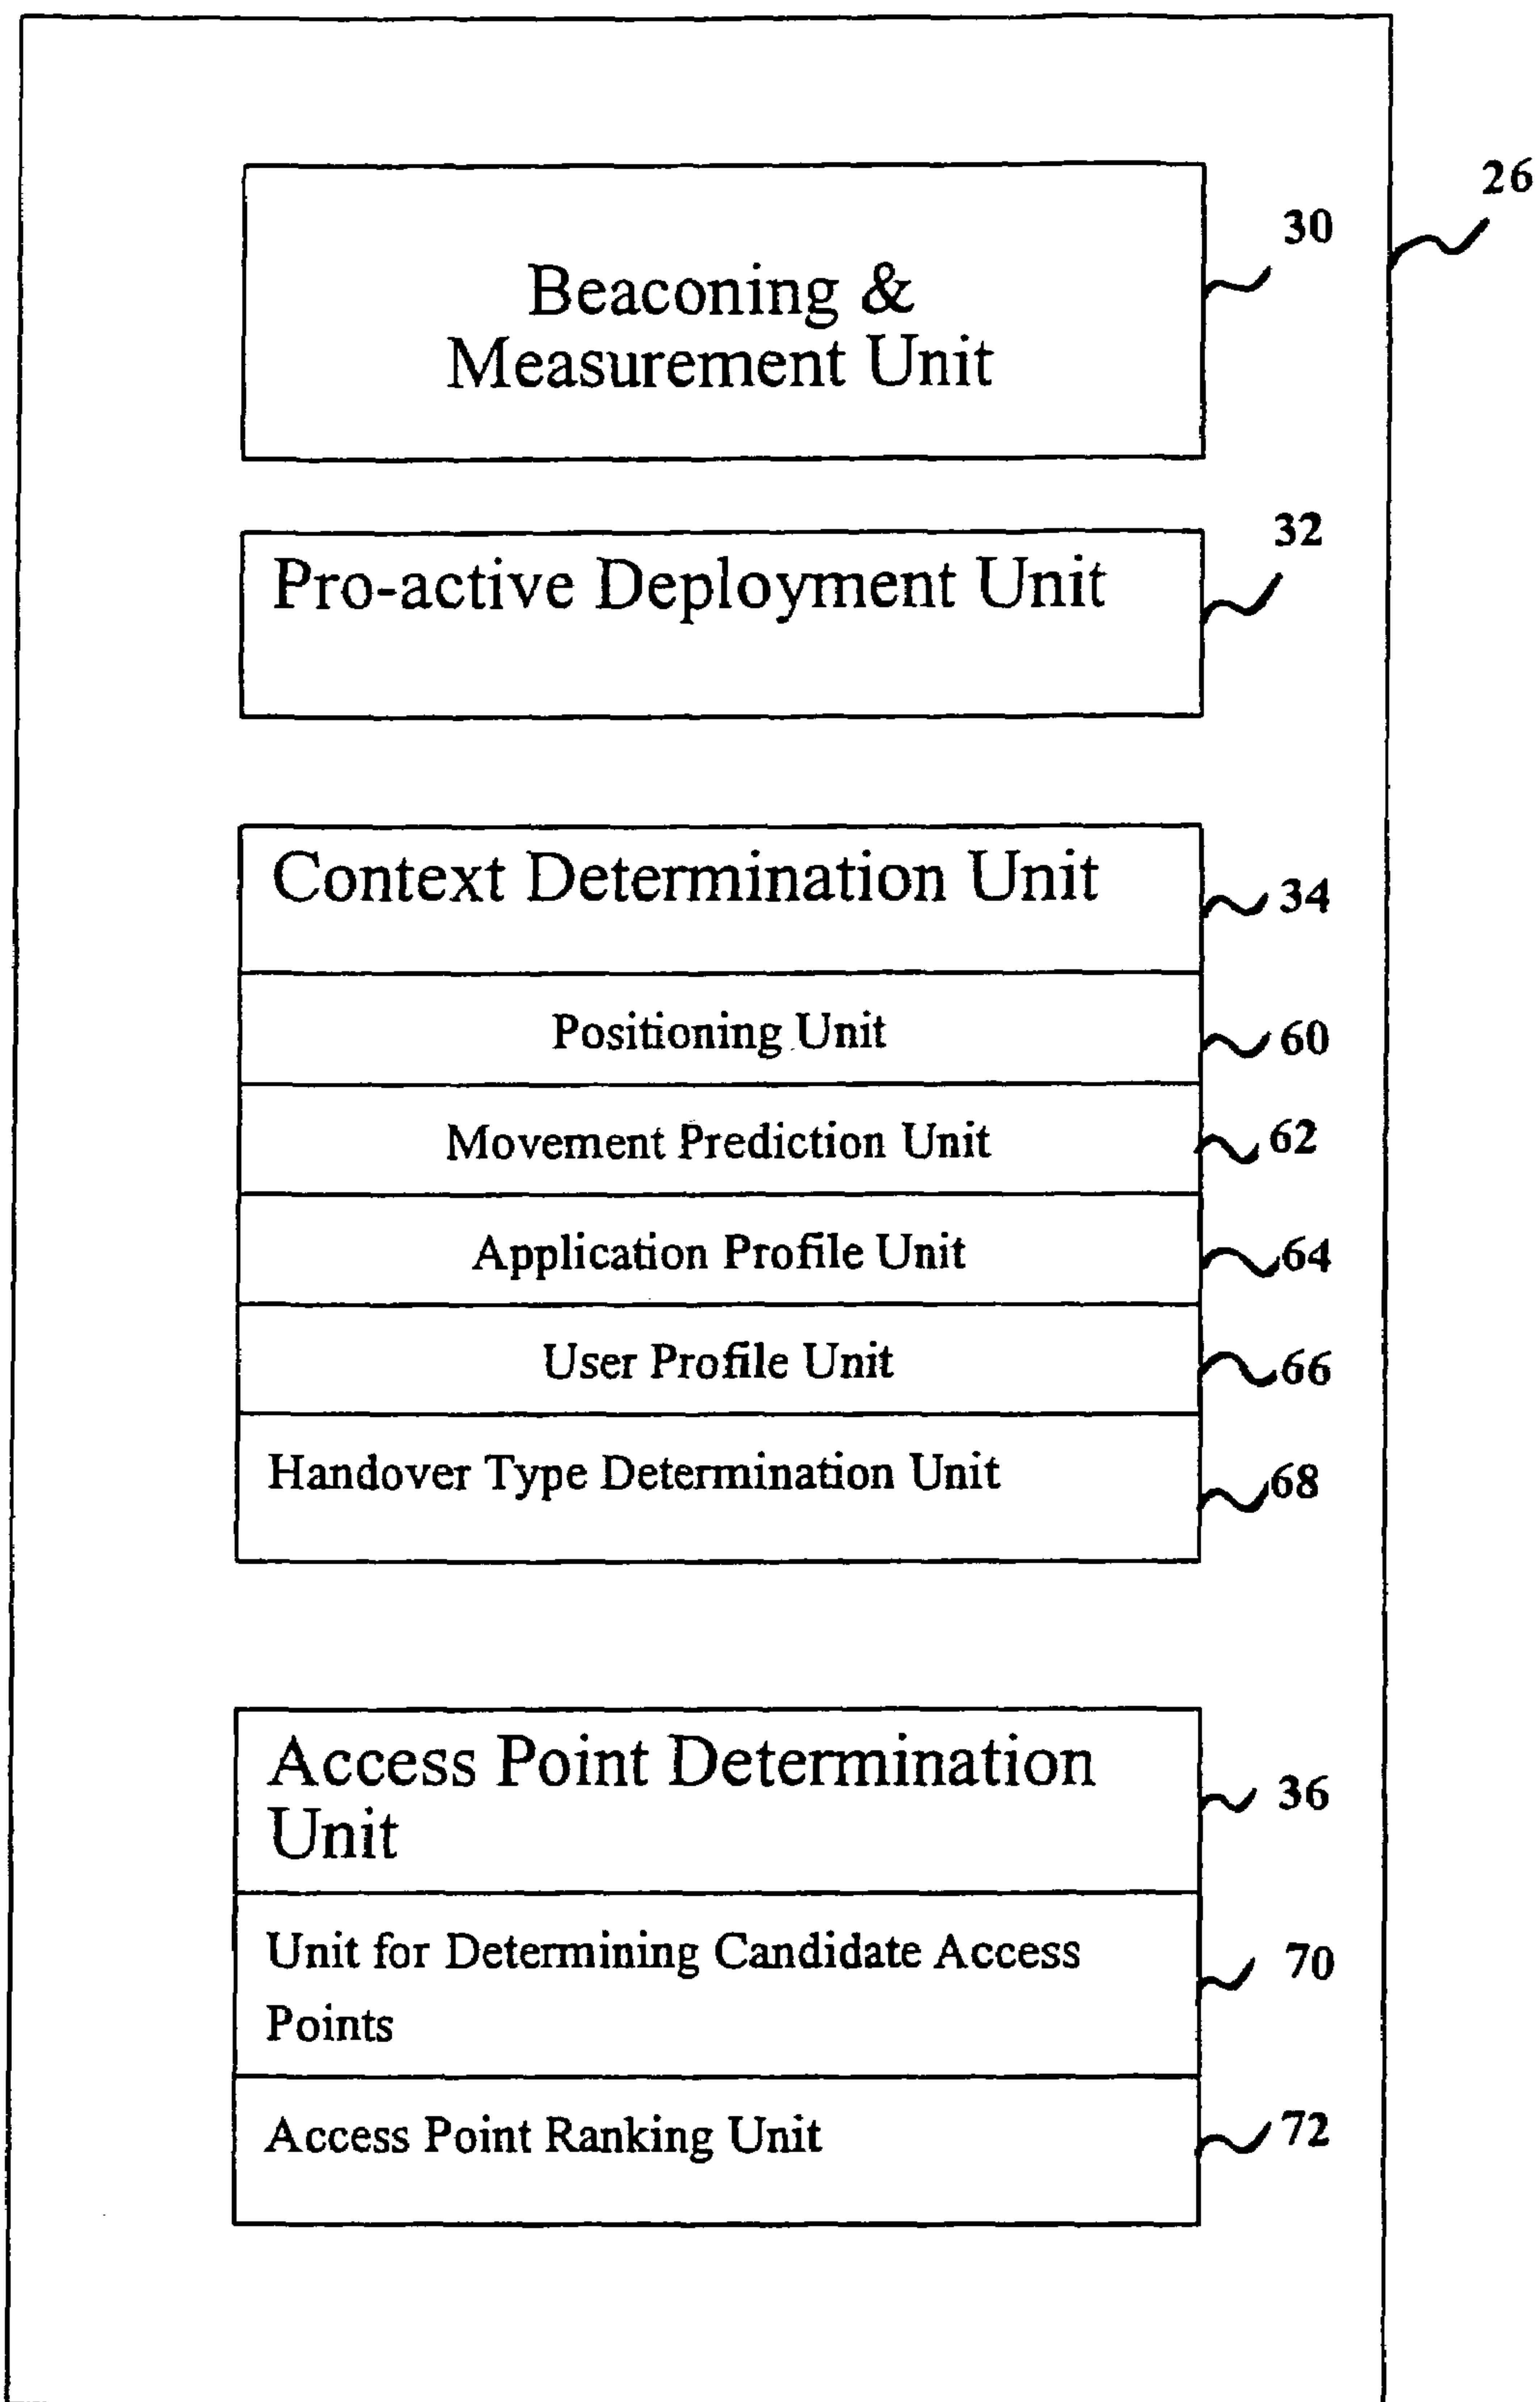 26
30
Beaconing &
Measurement Unit
32
Pro-active Deployment Unit
Context Determination Unit
34
Positioning Unit
60
Movement Prediction Unit
62
Application Profile Unit
64
User Profile Unit
66
Handover Type Determination Unit
68
Access Point Determination
Unit
36
Unit for Determining Candidate Access
Points
70
Access Point Ranking Unit
72